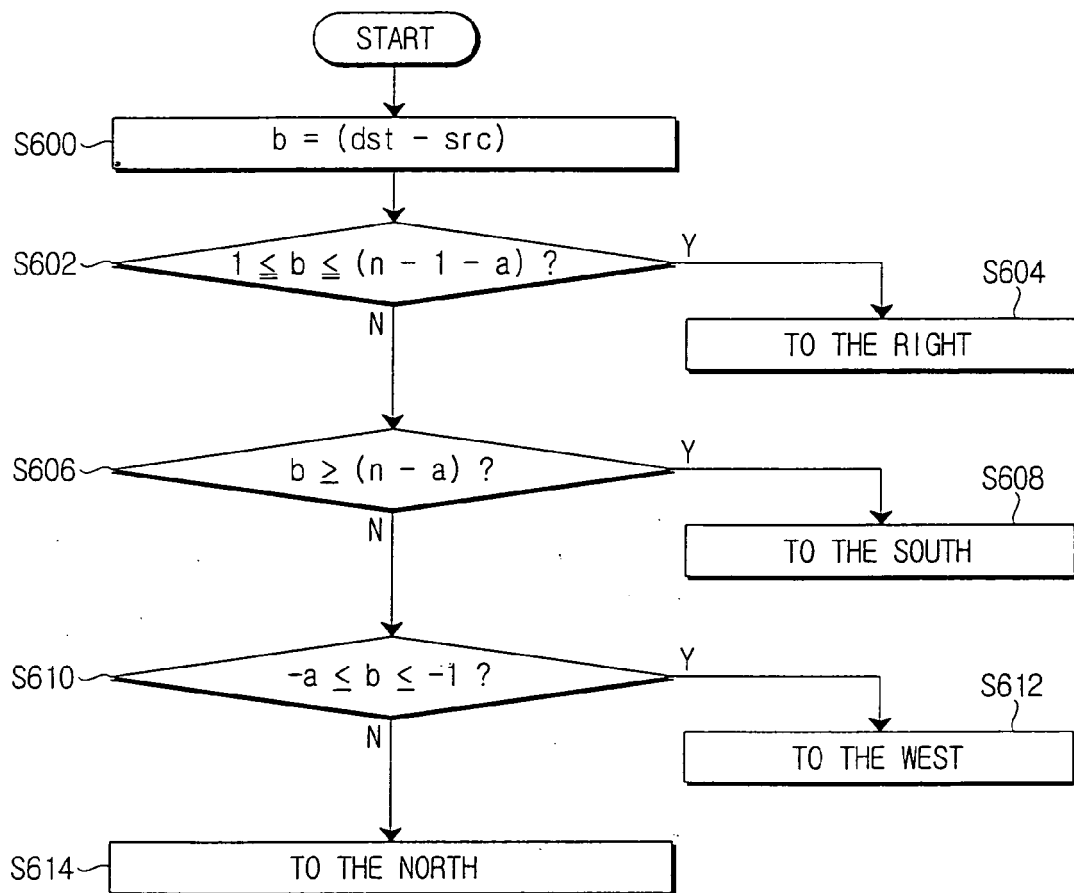 START
S600
b = (dst - src)
S602
1 ≦ b ≦ (n - 1 - a) ?
Y
N
S604
TO THE RIGHT
S606
b ≥ (n - a) ?
Y
N
S608
TO THE SOUTH
S610
-a ≤ b ≤ -1 ?
Y
N
S612
TO THE WEST
S614
TO THE NORTH